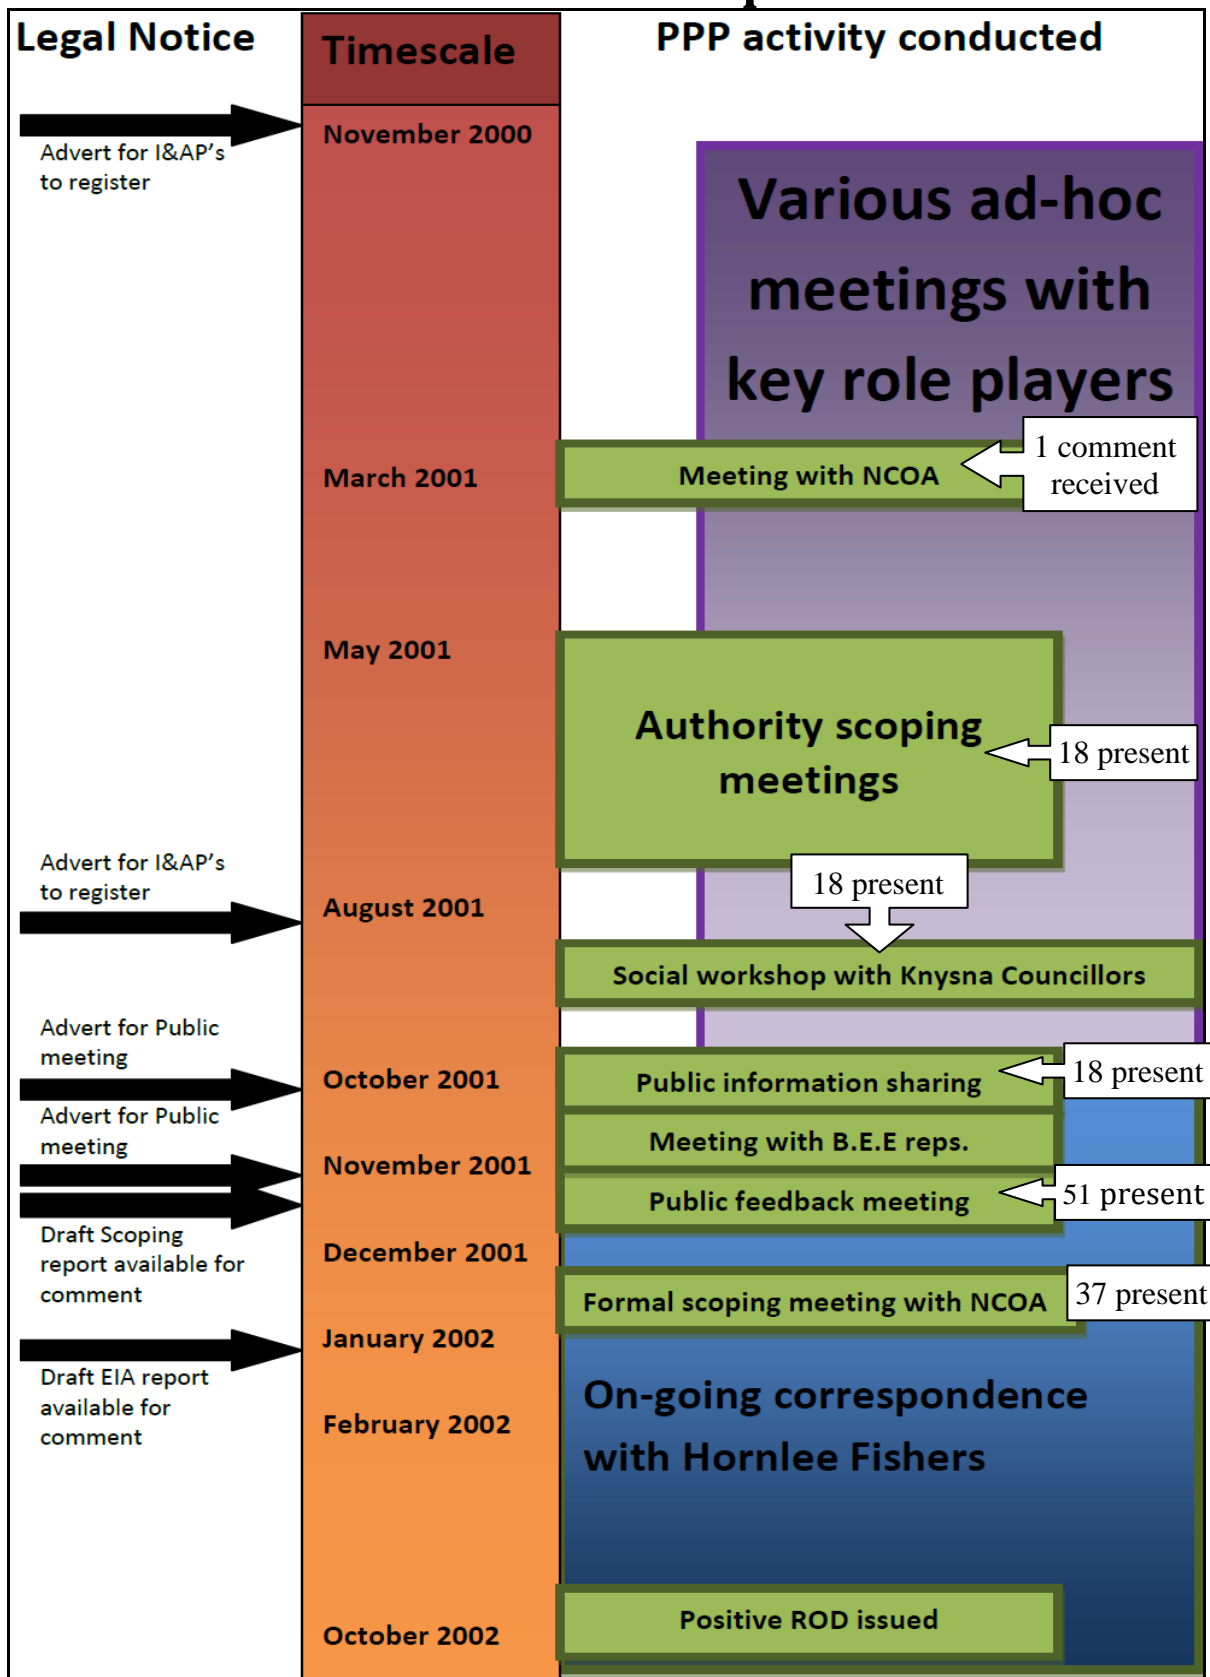 Legal Notice
Timescale
PPP activity conducted
November 2000
Advert for I&AP's
to register
Various ad-hoc
meetings with
key role players
March 2001
Meeting with NCOA
1 comment
received
May 2001
Authority scoping
meetings
18 present
Advert for I&AP's
to register
August 2001
18 present
Social workshop with Knysna Councillors
Advert for Public
meeting
October 2001
Public information sharing
18 present
Advert for Public
meeting
Meeting with B.E.E reps.
November 2001
Public feedback meeting
51 present
Draft Scoping
report available for
comment
December 2001
Formal scoping meeting with NCOA
37 present
January 2002
Draft EIA report
available for
comment
On-going correspondence
with Hornlee Fishers
February 2002
Positive ROD issued
October 2002